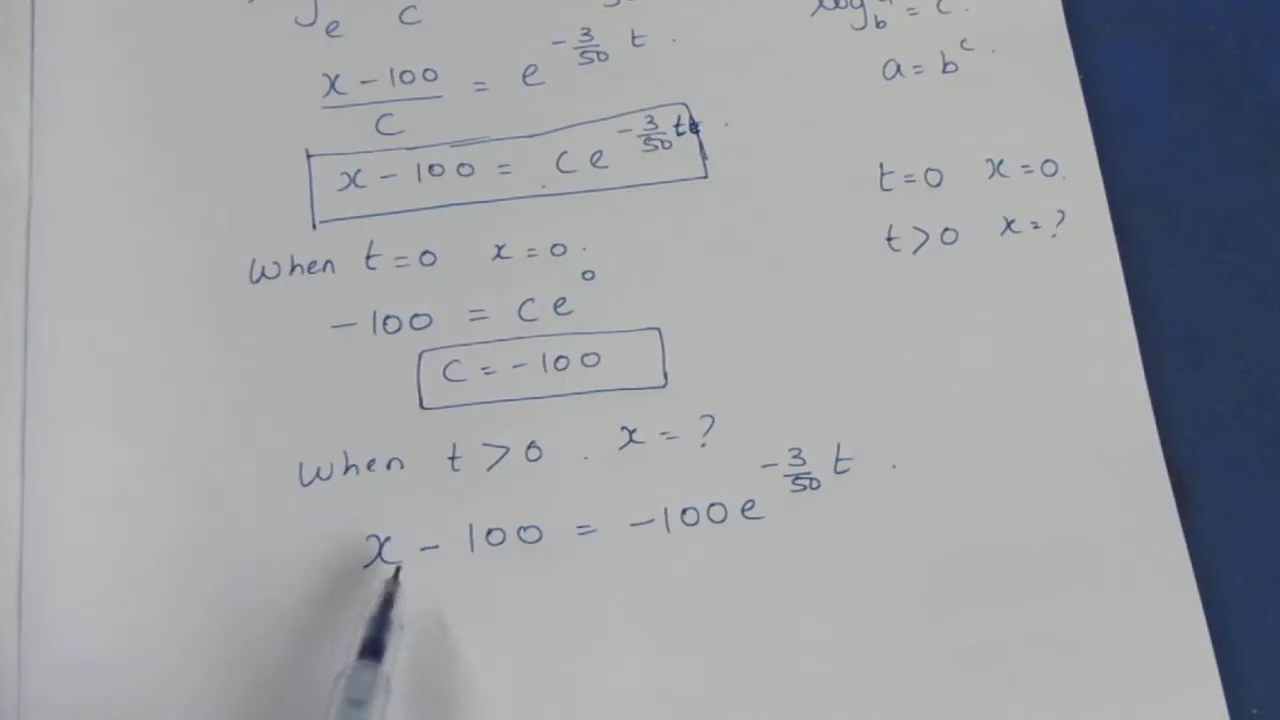 e C
x - 100 / C = e^{-3/50 t}.
x - 100 = Ce^{-3/50 t}
When t = 0 x = 0.
-100 = Ce^0
C = -100
When t > 0. x = ?
x - 100 = -100e^{-3/50 t}.
log_b^a = c.
a = b^c.
t = 0 x = 0.
t > 0 x = ?